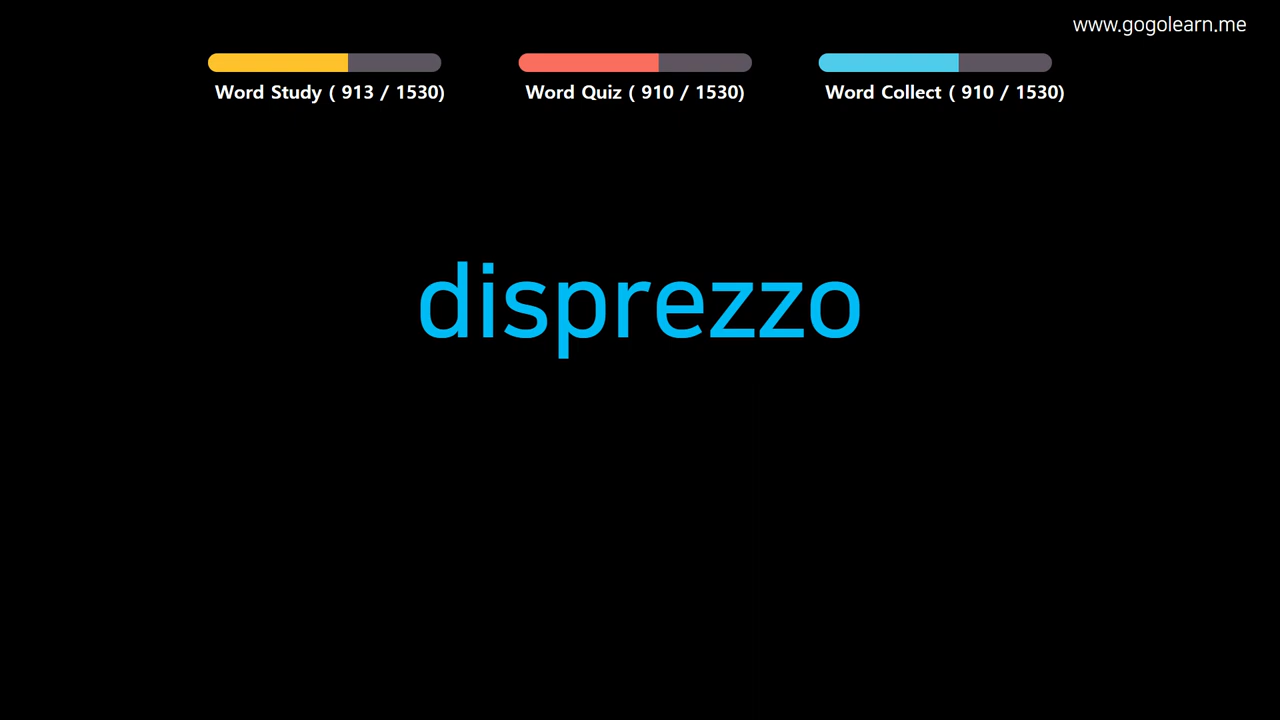 www.gogolearn.me
Word Study ( 913 / 1530)
Word Quiz ( 910 / 1530)
Word Collect ( 910 / 1530)
disprezzo